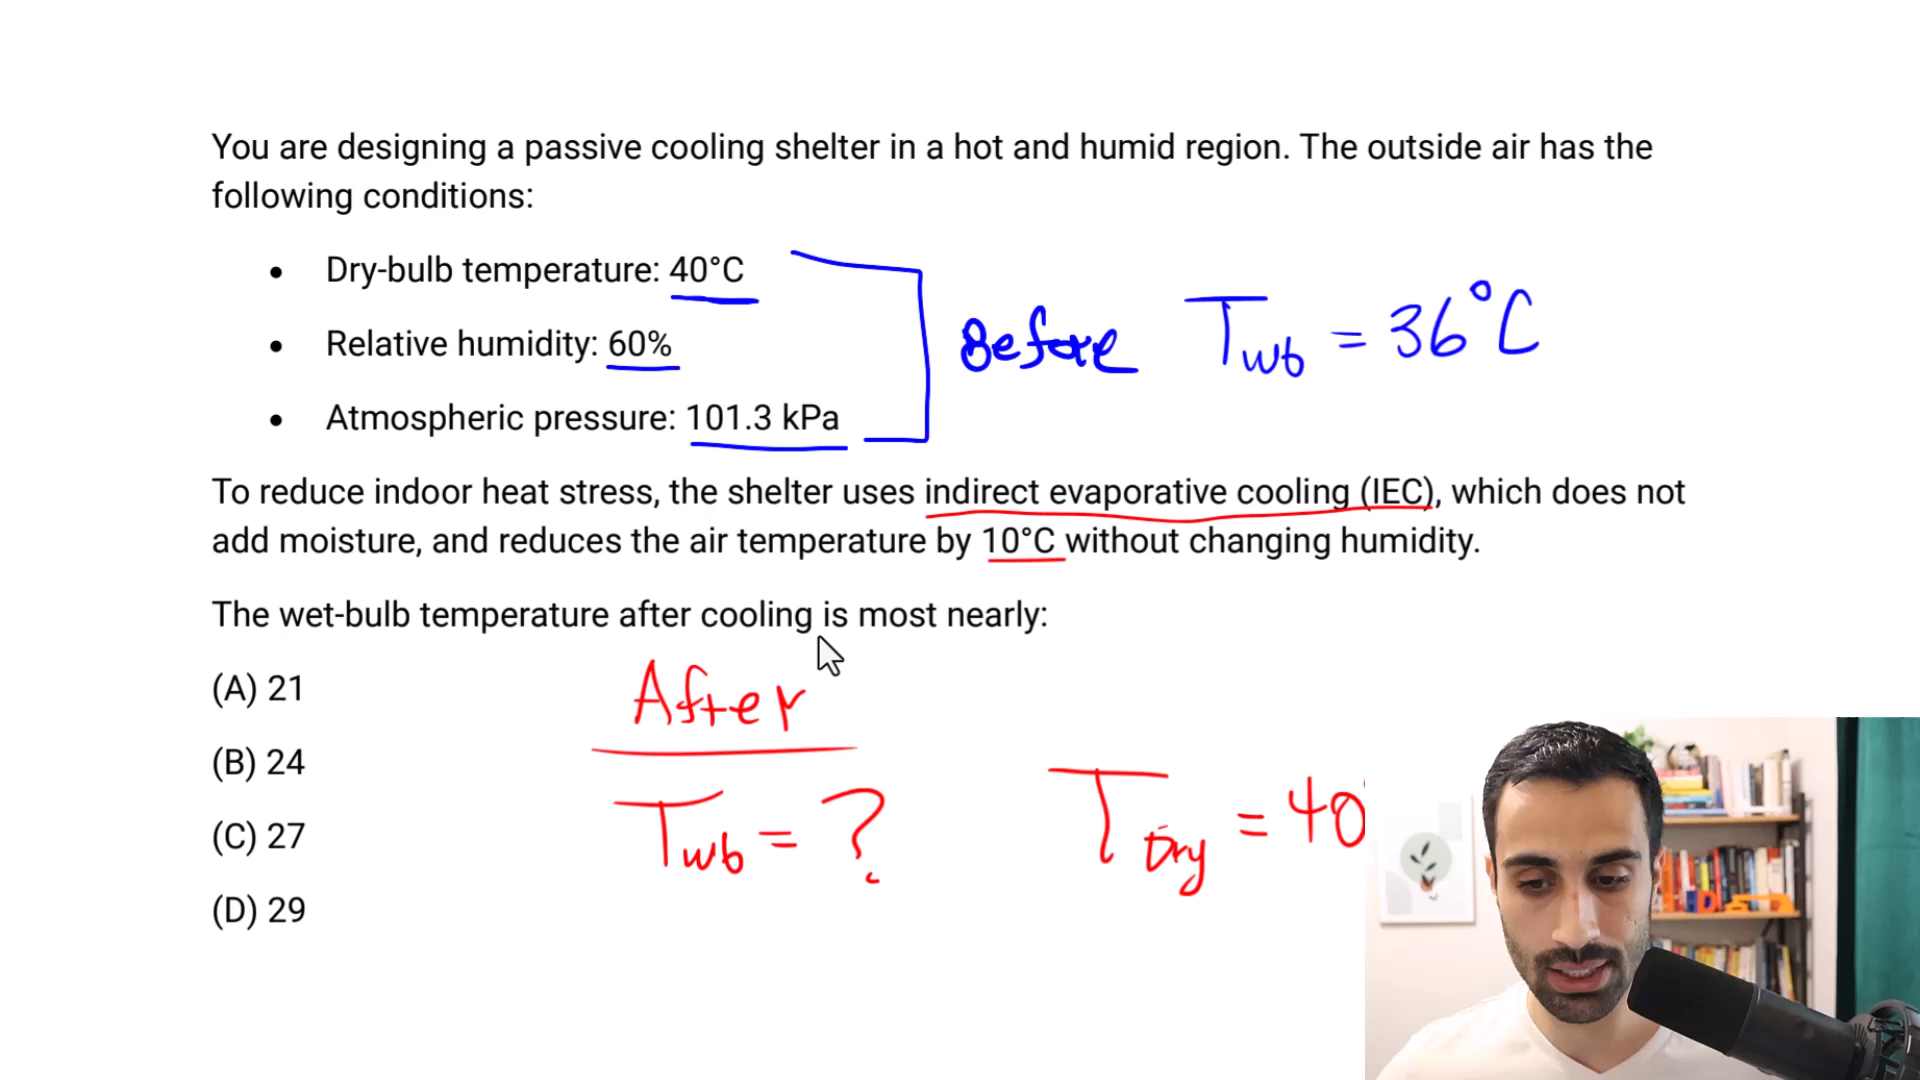 You are designing a passive cooling shelter in a hot and humid region. The outside air has the
following conditions:
• Dry-bulb temperature: 40°C
• Relative humidity: 60%
• Atmospheric pressure: 101.3 kPa
Before Twb = 36°C
To reduce indoor heat stress, the shelter uses indirect evaporative cooling (IEC), which does not
add moisture, and reduces the air temperature by 10°C without changing humidity.
The wet-bulb temperature after cooling is most nearly:
(A) 21
(B) 24
(C) 27
(D) 29
After
Twb = ?
TDry = 40